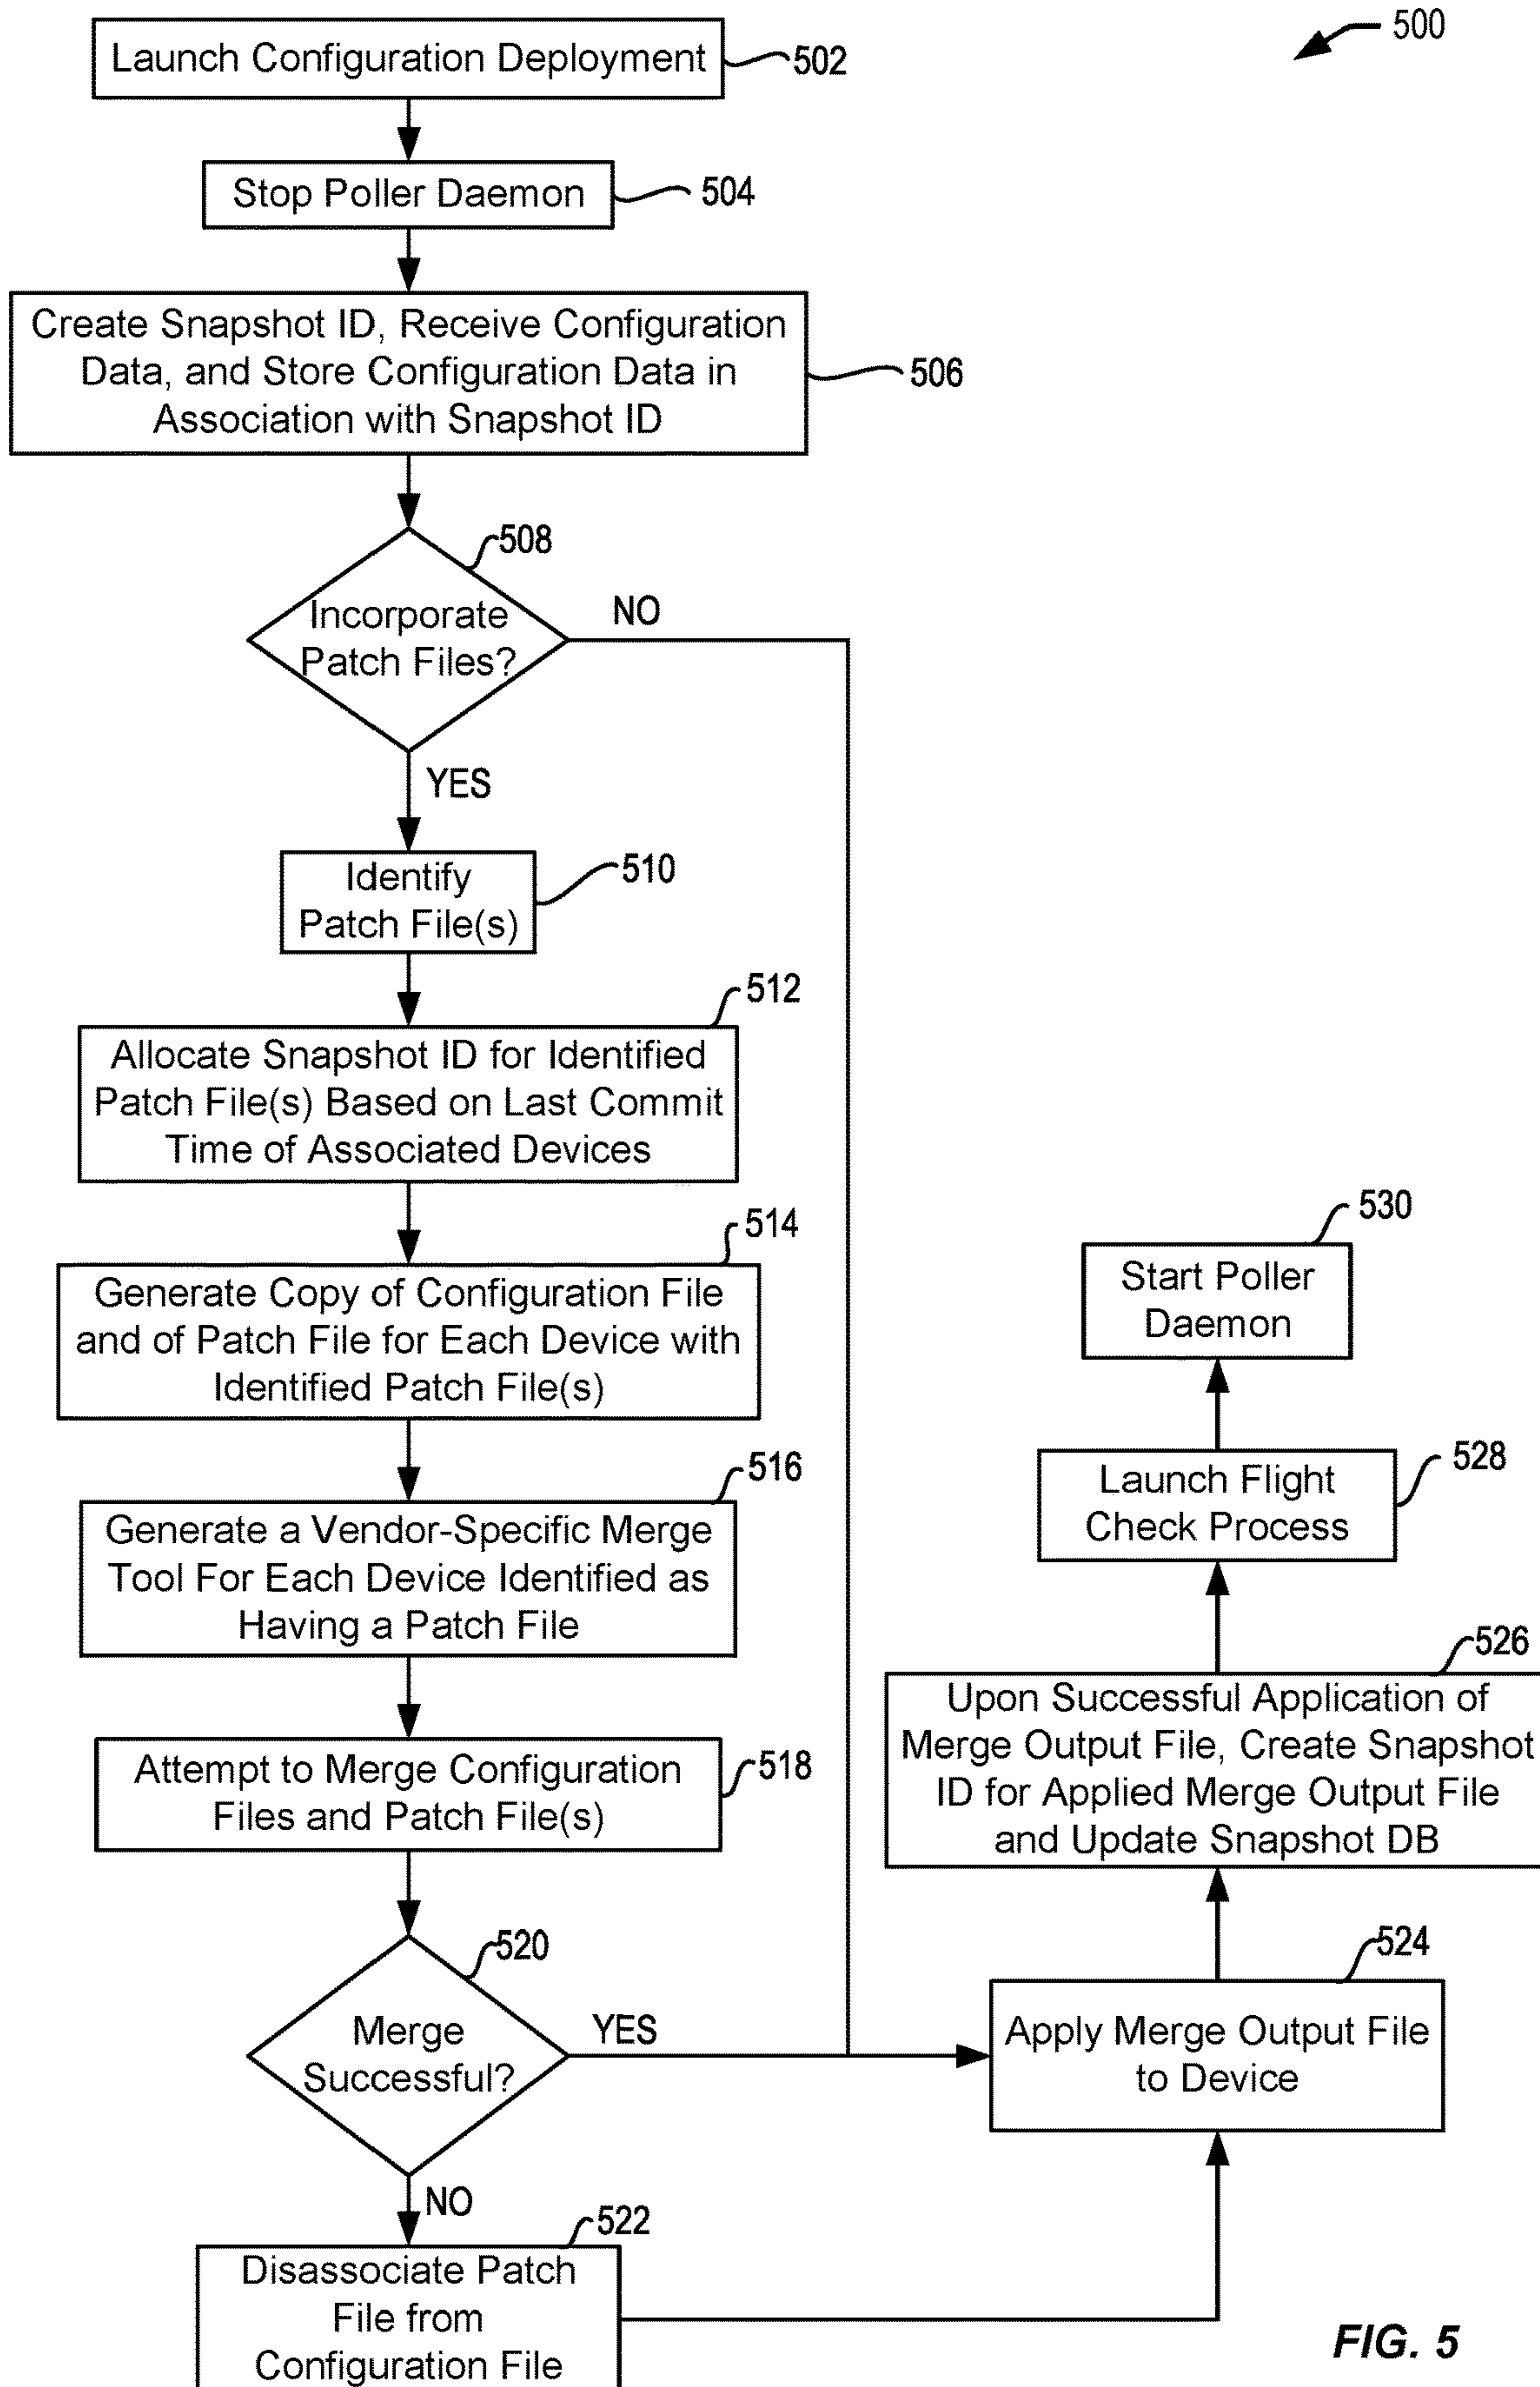 500
Launch Configuration Deployment
502
Stop Poller Daemon
504
Create Snapshot ID, Receive Configuration
Data, and Store Configuration Data in
Association with Snapshot ID
506
508
Incorporate
Patch Files?
NO
YES
Identify
Patch File(s)
510
512
Allocate Snapshot ID for Identified
Patch File(s) Based on Last Commit
Time of Associated Devices
514
Generate Copy of Configuration File
and of Patch File for Each Device with
Identified Patch File(s)
516
Generate a Vendor-Specific Merge
Tool For Each Device Identified as
Having a Patch File
Attempt to Merge Configuration
Files and Patch File(s)
518
520
Merge
Successful?
YES
NO
522
Disassociate Patch
File from
Configuration File
524
Apply Merge Output File
to Device
526
Upon Successful Application of
Merge Output File, Create Snapshot
ID for Applied Merge Output File
and Update Snapshot DB
Launch Flight
Check Process
528
530
Start Poller
Daemon
FIG. 5